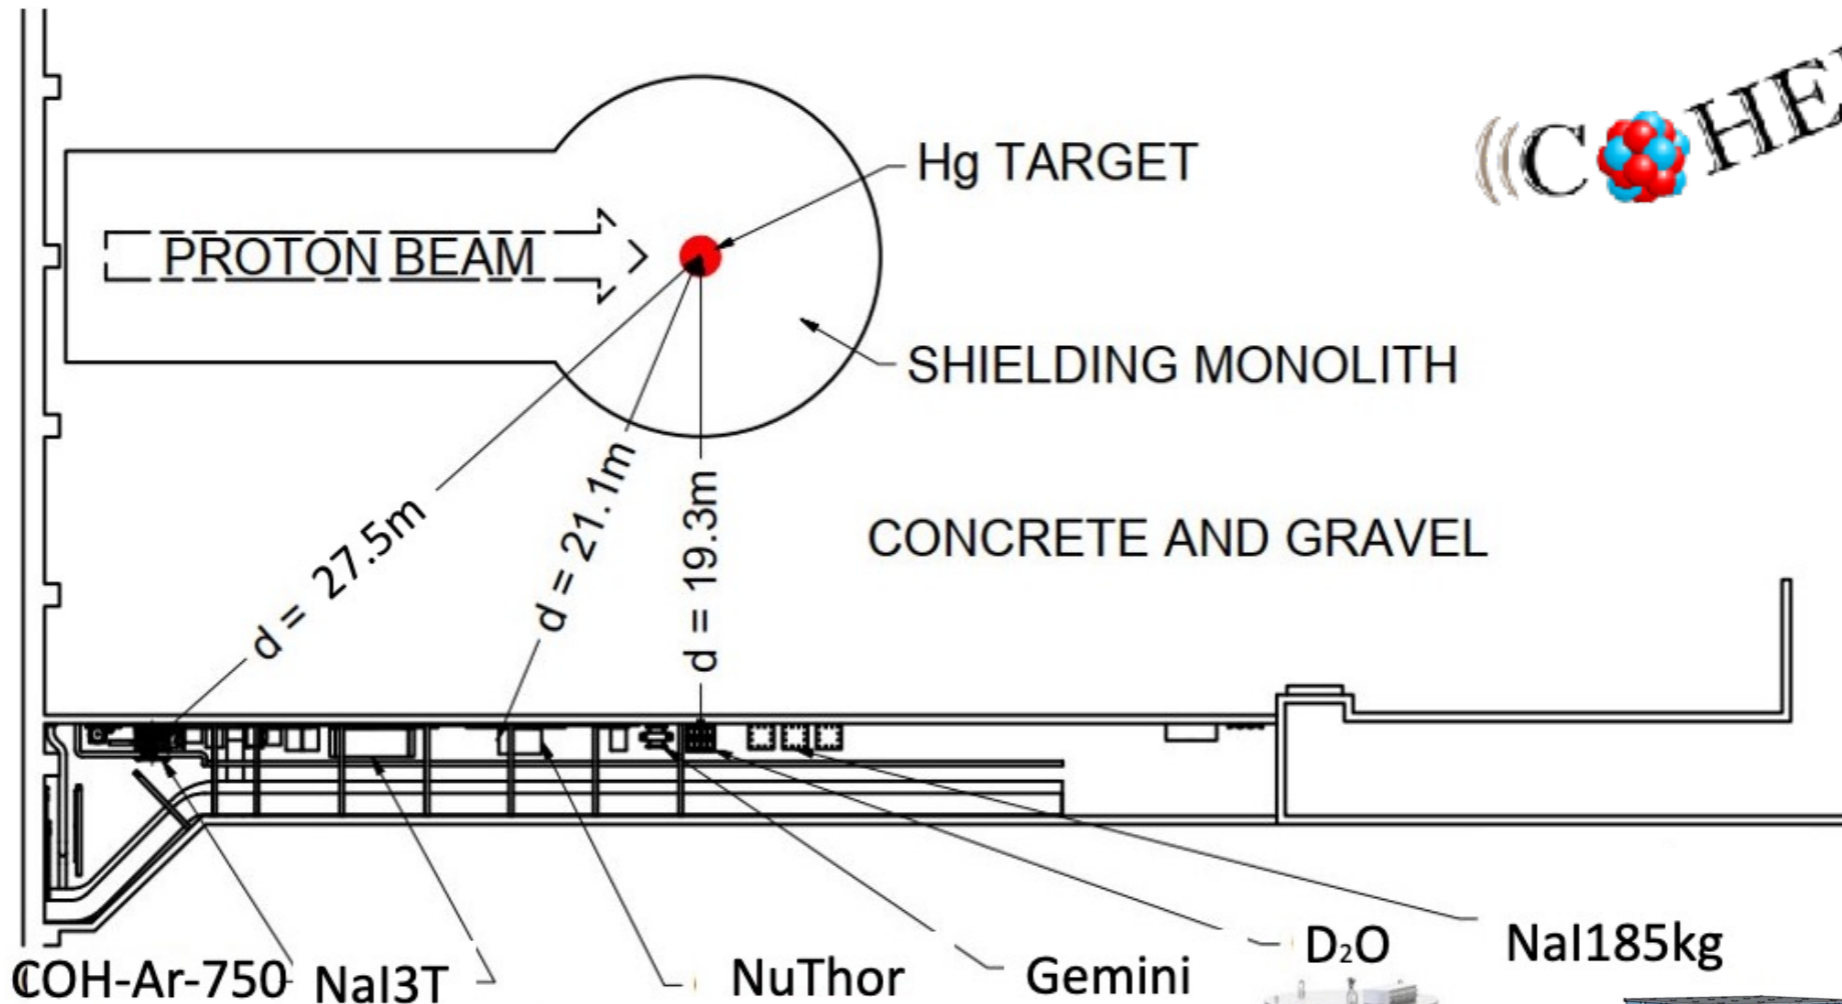 ((COHE
Hg TARGET
PROTON BEAM
SHIELDING MONOLITH
d = 27.5m
d = 21.1m
d = 19.3m
CONCRETE AND GRAVEL
COH-Ar-750
NaI3T
NuThor
Gemini
D₂O
NaI185kg